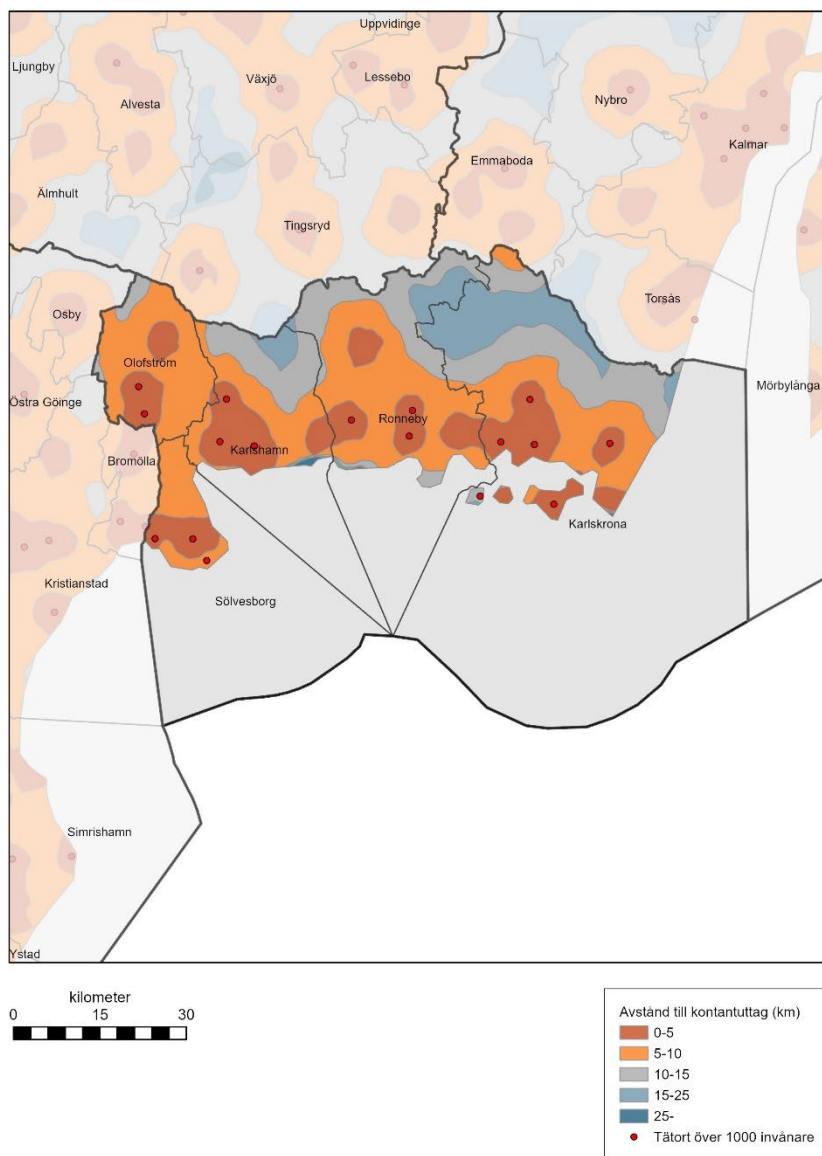 Uppvidinge
Ljungby
Växjö
Lessebo
Alvesta
Nybro
Kalmar
Emmaboda
Älmhult
Tingsryd
Torsås
Osby
Olofström
Mörbylånga
Östra Göinge
Ronneby
Karlshamn
Bromölla
Karlskrona
Kristianstad
Sölvesborg
Simrishamn
Ystad
kilometer
0 15 30
Avstånd till kontantuttag (km)
0-5
5-10
10-15
15-25
25-
Tätort över 1000 invånare